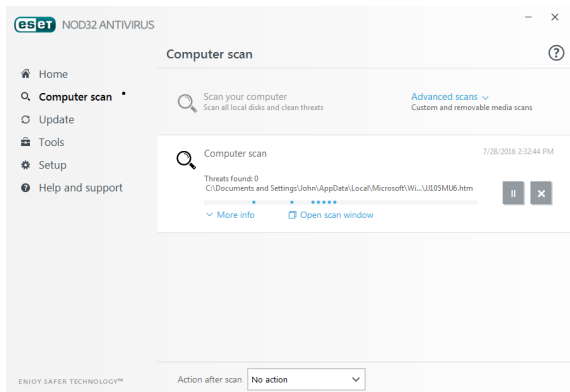 eseT NOD32 ANTIVIRUS
Computer scan
Home
Computer scan
Update
Tools
Setup
Help and support
Scan your computer
Scan all local disks and clean threats
Advanced scans
Custom and removable media scans
Computer scan
7/28/2016 2:32:44 PM
Threats found: 0
C:\Documents and Settings\John\AppData\Local\Microsoft\Wi...\JJ105MU6.htm
More info
Open scan window
ENJOY SAFER TECHNOLOGY™
Action after scan
No action